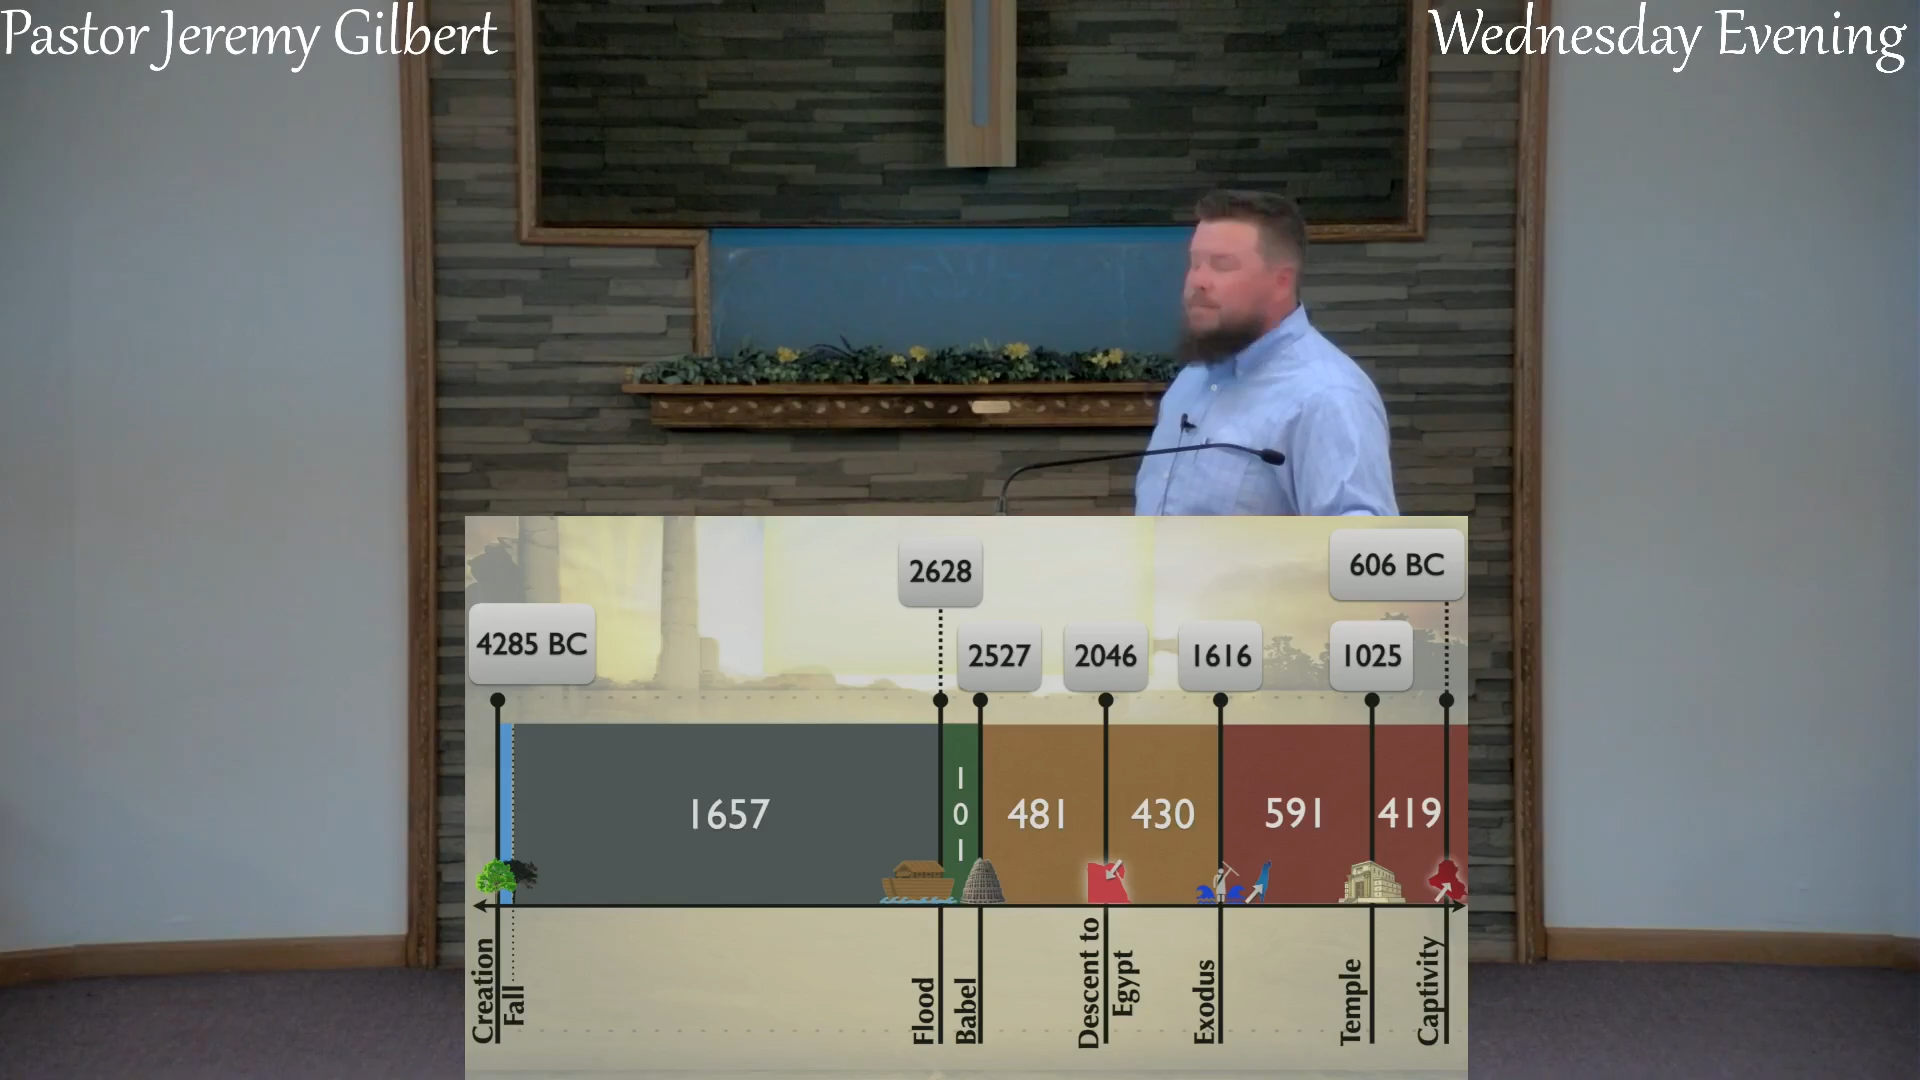 Pastor Jeremy Gilbert
Wednesday Evening
2628
606 BC
4285 BC
2527
2046
1616
1025
1657
101
481
430
591
419
Creation
Fall
Flood
Babel
Descent to
Egypt
Exodus
Temple
Captivity